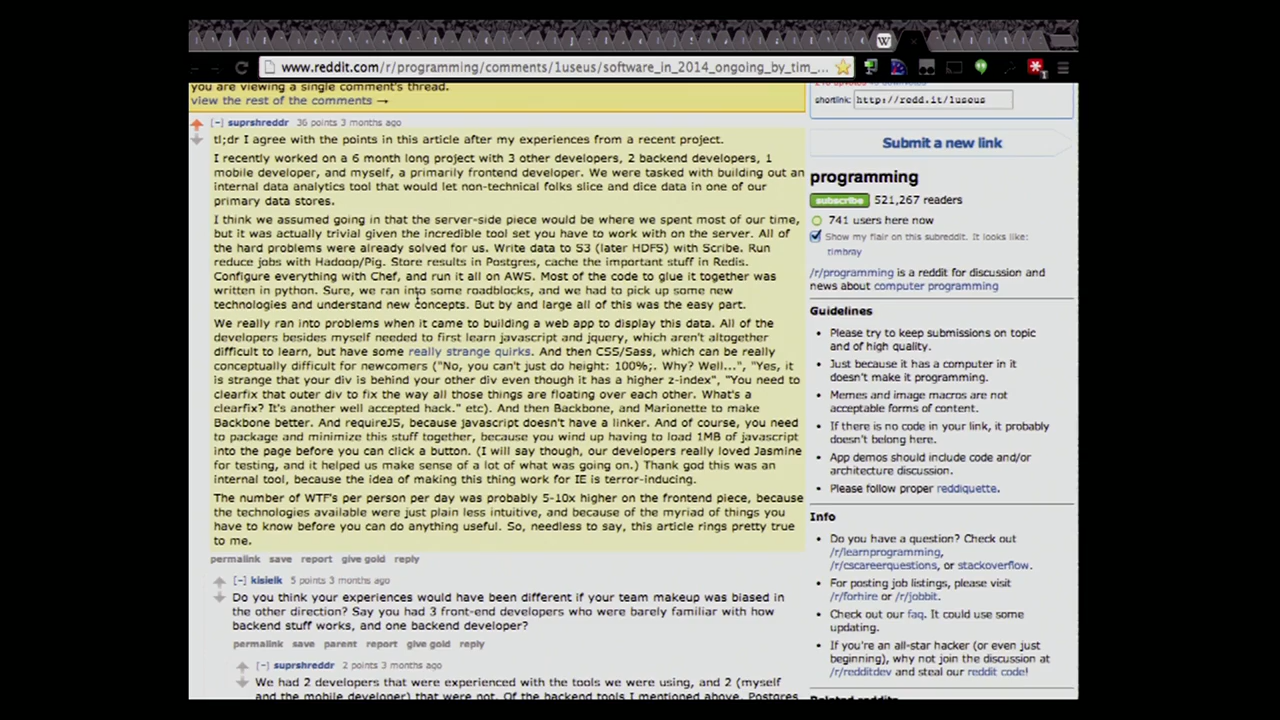 www.reddit.com/r/programming/comments/1useus/software_in_2014_ongoing_by_tim_...
you are viewing a single comment's thread.
view the rest of the comments →
[–] suprshreddr 36 points 3 months ago
tl;dr I agree with the points in this article after my experiences from a recent project.
I recently worked on a 6 month long project with 3 other developers, 2 backend developers, 1
mobile developer, and myself, a primarily frontend developer. We were tasked with building out an
internal data analytics tool that would let non-technical folks slice and dice data in one of our
primary data stores.
I think we assumed going in that the server-side piece would be where we spent most of our time,
but it was actually trivial given the incredible tool set you have to work with on the server. All of
the hard problems were already solved for us. Write data to S3 (later HDFS) with Scribe. Run
reduce jobs with Hadoop/Pig. Store results in Postgres, cache the important stuff in Redis.
Configure everything with Chef, and run it all on AWS. Most of the code to glue it together was
written in python. Sure, we ran into some roadblocks, and we had to pick up some new
technologies and understand new concepts. But by and large all of this was the easy part.
We really ran into problems when it came to building a web app to display this data. All of the
developers besides myself needed to first learn javascript and jquery, which aren't altogether
difficult to learn, but have some really strange quirks. And then CSS/Sass, which can be really
conceptually difficult for newcomers ("No, you can't just do height: 100%;. Why? Well...", "Yes, it
is strange that your div is behind your other div even though it has a higher z-index", "You need to
clearfix that outer div to fix the way all those things are floating over each other. What's a
clearfix? It's another well accepted hack." etc). And then Backbone, and Marionette to make
Backbone better. And requireJS, because javascript doesn't have a linker. And of course, you need
to package and minimize this stuff together, because you wind up having to load 1MB of javascript
into the page before you can click a button. (I will say though, our developers really loved Jasmine
for testing, and it helped us make sense of a lot of what was going on.) Thank god this was an
internal tool, because the idea of making this thing work for IE is terror-inducing.
The number of WTF's per person per day was probably 5-10x higher on the frontend piece, because
the technologies available were just plain less intuitive, and because of the myriad of things you
have to know before you can do anything useful. So, needless to say, this article rings pretty true
to me.
permalink save report give gold reply
[–] kisielk 5 points 3 months ago
Do you think your experiences would have been different if your team makeup was biased in
the other direction? Say you had 3 front-end developers who were barely familiar with how
backend stuff works, and one backend developer?
permalink save parent report give gold reply
[–] suprshreddr 2 points 3 months ago
We had 2 developers that were experienced with the tools we were using, and 2 (myself
and the mobile developer) that were not. Of the backend tools I mentioned above, Postgres
shortlink: http://redd.it/1useus
Submit a new link
programming
subscribe 521,267 readers
741 users here now
Show my flair on this subreddit. It looks like:
timbray
/r/programming is a reddit for discussion and
news about computer programming
Guidelines
• Please try to keep submissions on topic
and of high quality.
• Just because it has a computer in it
doesn't make it programming.
• Memes and image macros are not
acceptable forms of content.
• If there is no code in your link, it probably
doesn't belong here.
• App demos should include code and/or
architecture discussion.
• Please follow proper reddiquette.
Info
• Do you have a question? Check out
/r/learnprogramming,
/r/cscareerquestions, or stackoverflow.
• For posting job listings, please visit
/r/forhire or /r/jobbit.
• Check out our faq. It could use some
updating.
• If you're an all-star hacker (or even just
beginning), why not join the discussion at
/r/redditdev and steal our reddit code!